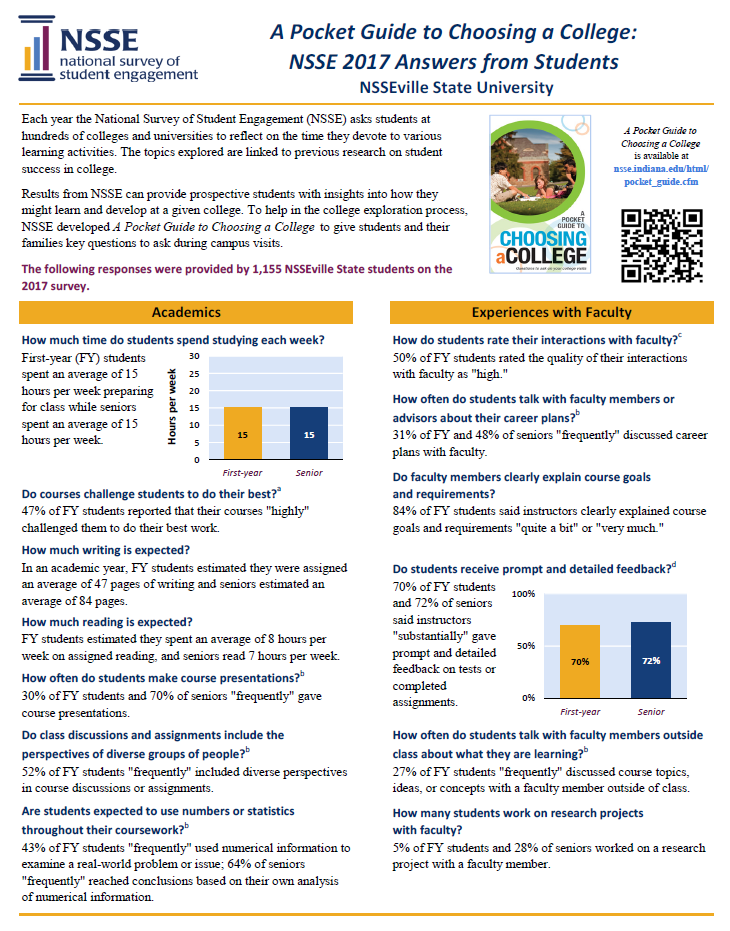 NSSE
national survey of
student engagement
A Pocket Guide to Choosing a College:
NSSE 2017 Answers from Students
NSSEville State University
Each year the National Survey of Student Engagement (NSSE) asks students at
hundreds of colleges and universities to reflect on the time they devote to various
learning activities. The topics explored are linked to previous research on student
success in college.
Results from NSSE can provide prospective students with insights into how they
might learn and develop at a given college. To help in the college exploration process,
NSSE developed A Pocket Guide to Choosing a College to give students and their
families key questions to ask during campus visits.
The following responses were provided by 1,155 NSSEville State students on the
2017 survey.
A
POCKET
GUIDE TO
CHOOSING
aCOLLEGE
Questions to ask on your college visits
A Pocket Guide to
Choosing a College
is available at
nsse.indiana.edu/html/
pocket_guide.cfm
Academics
How much time do students spend studying each week?
First-year (FY) students
spent an average of 15
hours per week preparing
for class while seniors
spent an average of 15
hours per week.
Hours per week
30
25
20
15
10
5
0
15
15
First-year
Senior
Do courses challenge students to do their best?a
47% of FY students reported that their courses "highly"
challenged them to do their best work.
How much writing is expected?
In an academic year, FY students estimated they were assigned
an average of 47 pages of writing and seniors estimated an
average of 84 pages.
How much reading is expected?
FY students estimated they spent an average of 8 hours per
week on assigned reading, and seniors read 7 hours per week.
How often do students make course presentations?b
30% of FY students and 70% of seniors "frequently" gave
course presentations.
Do class discussions and assignments include the
perspectives of diverse groups of people?b
52% of FY students "frequently" included diverse perspectives
in course discussions or assignments.
Are students expected to use numbers or statistics
throughout their coursework?b
43% of FY students "frequently" used numerical information to
examine a real-world problem or issue; 64% of seniors
"frequently" reached conclusions based on their own analysis
of numerical information.
Experiences with Faculty
How do students rate their interactions with faculty?c
50% of FY students rated the quality of their interactions
with faculty as "high."
How often do students talk with faculty members or
advisors about their career plans?b
31% of FY and 48% of seniors "frequently" discussed career
plans with faculty.
Do faculty members clearly explain course goals
and requirements?
84% of FY students said instructors clearly explained course
goals and requirements "quite a bit" or "very much."
Do students receive prompt and detailed feedback?d
70% of FY students
and 72% of seniors
said instructors
"substantially" gave
prompt and detailed
feedback on tests or
completed
assignments.
100%
50%
0%
70%
72%
First-year
Senior
How often do students talk with faculty members outside
class about what they are learning?b
27% of FY students "frequently" discussed course topics,
ideas, or concepts with a faculty member outside of class.
How many students work on research projects
with faculty?
5% of FY students and 28% of seniors worked on a research
project with a faculty member.